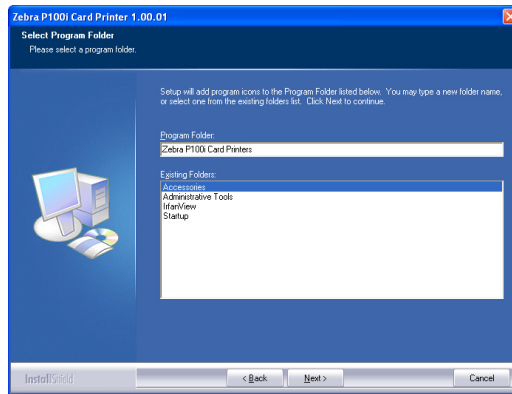 Zebra P100i Card Printer 1.00.01
Select Program Folder
Please select a program folder.
Setup will add program icons to the Program Folder listed below. You may type a new folder name,
or select one from the existing folders list. Click Next to continue.
Program Folder:
Zebra P100i Card Printers
Existing Folders:
Accessories
Administrative Tools
IrfanView
Startup
InstallShield
< Back
Next >
Cancel